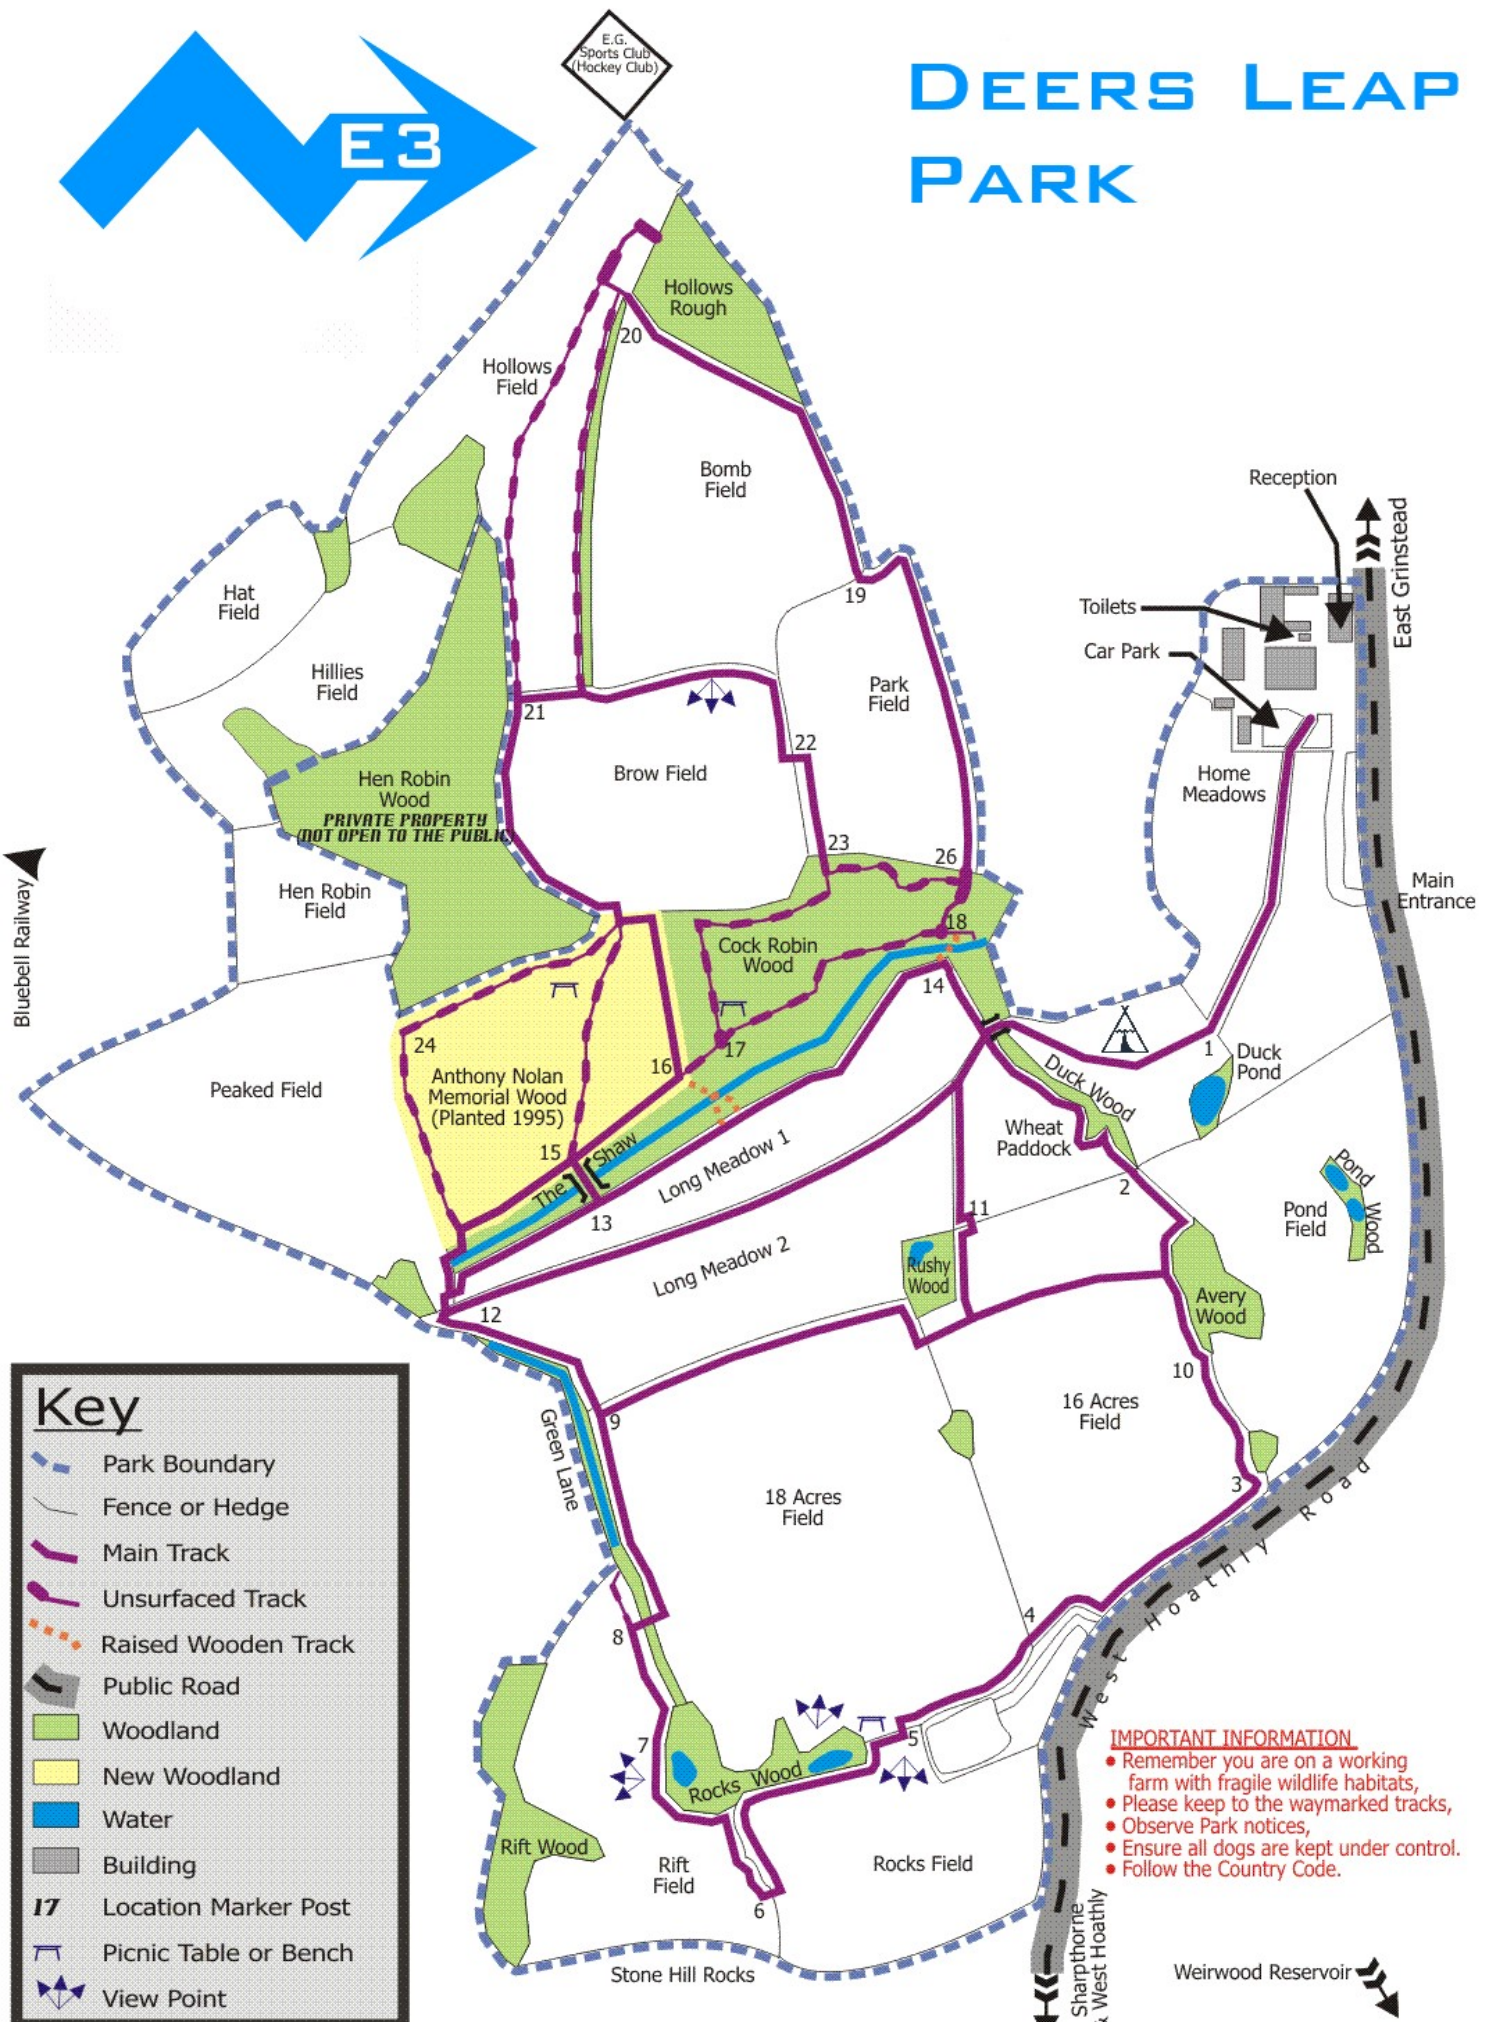 E.G.
Sports Club
(Hockey Club)
E3
DEERS LEAP
PARK
Hollows
Rough
20
Hollows
Field
Bomb
Field
Reception
East Grinstead
Hat
Field
19
Toilets
Car Park
Hillies
Field
Park
Field
21
22
Brow Field
Home
Meadows
Hen Robin
Wood
PRIVATE PROPERTY
(NOT OPEN TO THE PUBLIC)
23
26
Bluebell Railway
Hen Robin
Field
Main
Entrance
18
Cock Robin
Wood
14
24
17
1
Duck
Pond
16
Anthony Nolan
Memorial Wood
(Planted 1995)
Peaked Field
Duck Wood
Wheat
Paddock
15
The Shaw
Long Meadow 1
2
Pond Wood
13
11
Pond
Field
Long Meadow 2
Rushy
Wood
Avery
Wood
12
10
Key
Park Boundary
Fence or Hedge
Main Track
Unsurfaced Track
Raised Wooden Track
Public Road
Woodland
New Woodland
Water
Building
17 Location Marker Post
Picnic Table or Bench
View Point
9
Green Lane
16 Acres
Field
18 Acres
Field
3
West Hoathly Road
4
8
5
7
Rocks Wood
IMPORTANT INFORMATION
Remember you are on a working
farm with fragile wildlife habitats,
Please keep to the waymarked tracks,
Observe Park notices,
Ensure all dogs are kept under control.
Follow the Country Code.
Rift Wood
Rift
Field
Rocks Field
6
Stone Hill Rocks
Sharpthorne
& West Hoathly
Weirwood Reservoir